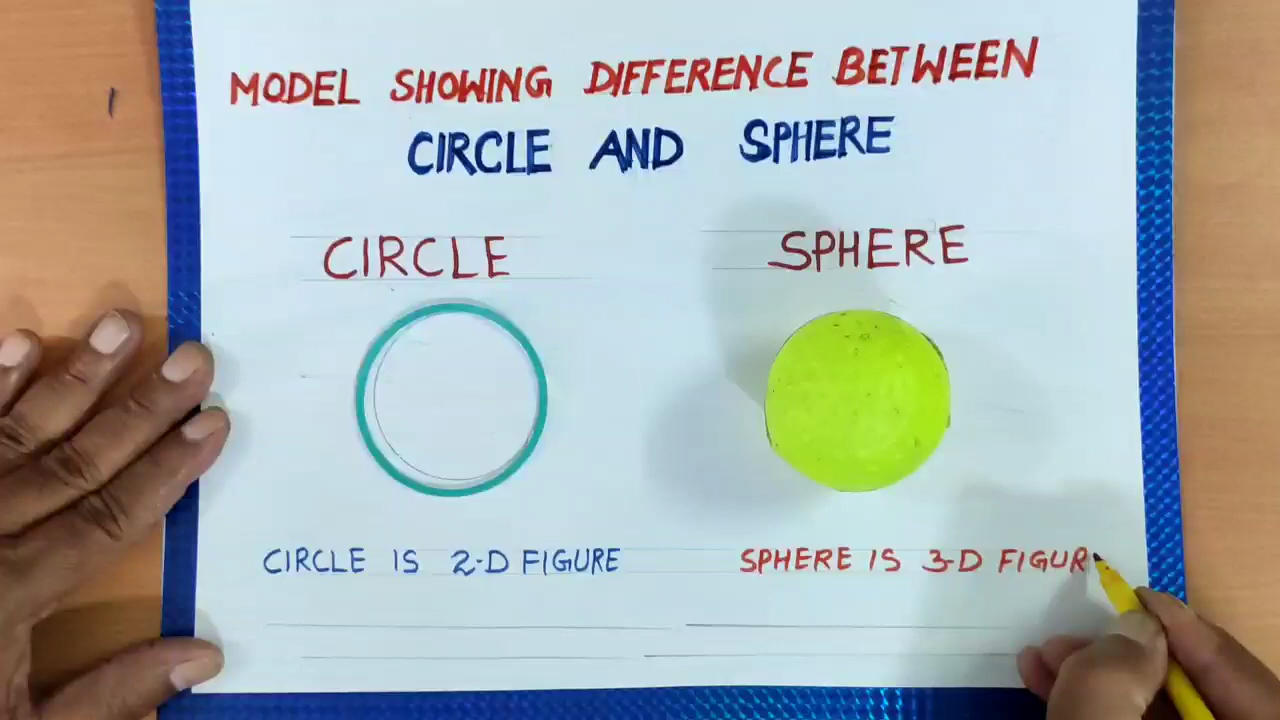 MODEL SHOWING DIFFERENCE BETWEEN
CIRCLE AND SPHERE
CIRCLE
SPHERE
CIRCLE IS 2-D FIGURE
SPHERE IS 3-D FIGUR